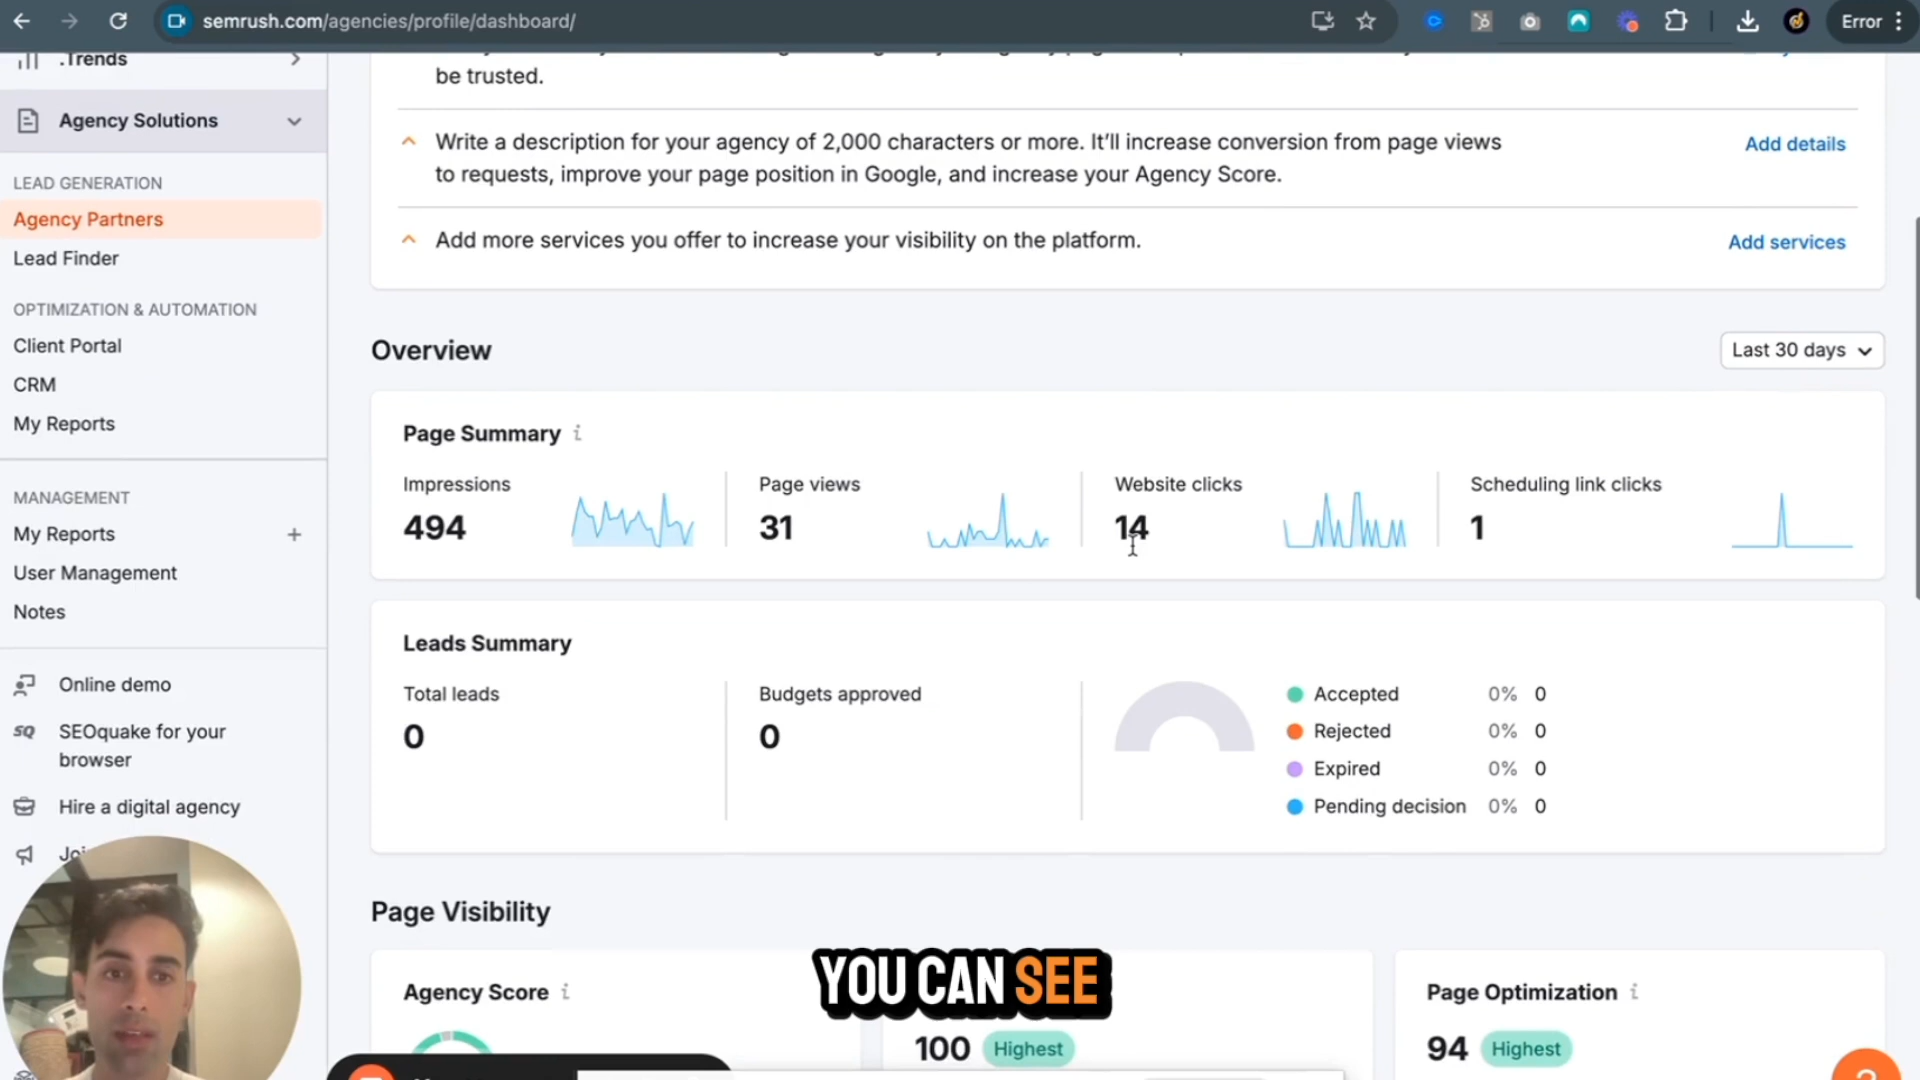 semrush.com/agencies/profile/dashboard/
Error
.Trends
Agency Solutions
LEAD GENERATION
Agency Partners
Lead Finder
OPTIMIZATION & AUTOMATION
Client Portal
CRM
My Reports
MANAGEMENT
My Reports
User Management
Notes
Online demo
SQ
SEOquake for your
browser
Hire a digital agency
be trusted.
Write a description for your agency of 2,000 characters or more. It'll increase conversion from page views
to requests, improve your page position in Google, and increase your Agency Score.
Add details
Add more services you offer to increase your visibility on the platform.
Add services
Overview
Last 30 days
Page Summary i
Impressions
494
Page views
31
Website clicks
14
Scheduling link clicks
1
Leads Summary
Total leads
0
Budgets approved
0
Accepted 0% 0
Rejected 0% 0
Expired 0% 0
Pending decision 0% 0
Page Visibility
Agency Score i
100 Highest
Page Optimization i
94 Highest
YOU CAN SEE